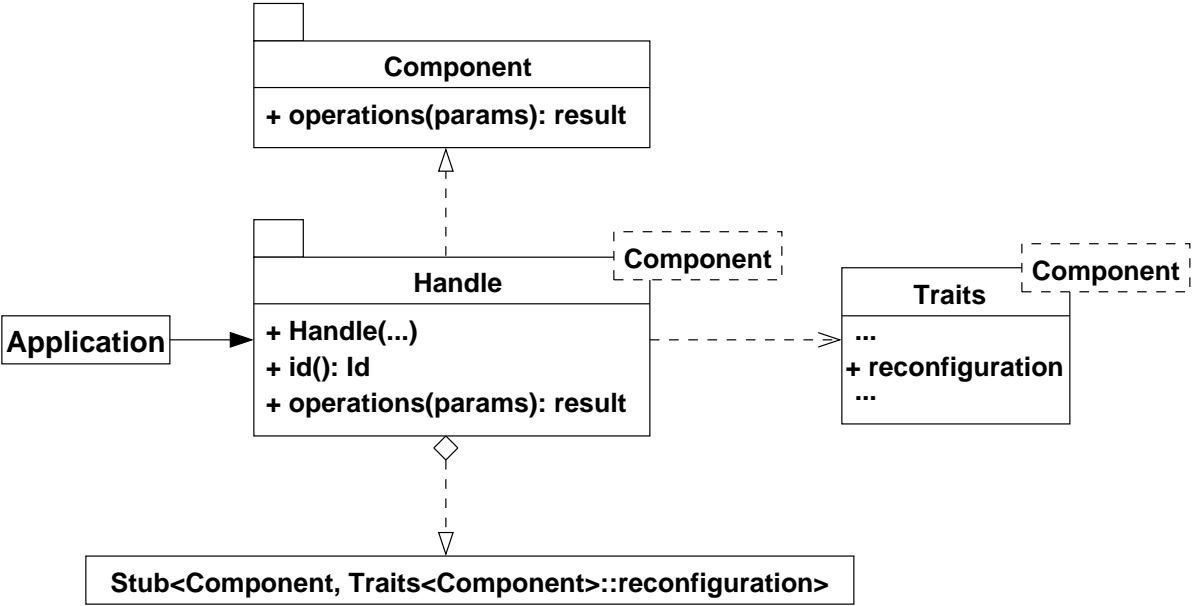 Component
+ operations(params): result
Component
Handle
+ Handle(...)
+ id(): Id
+ operations(params): result
Application
Component
Traits
...
+ reconfiguration
...
Stub<Component, Traits<Component>::reconfiguration>